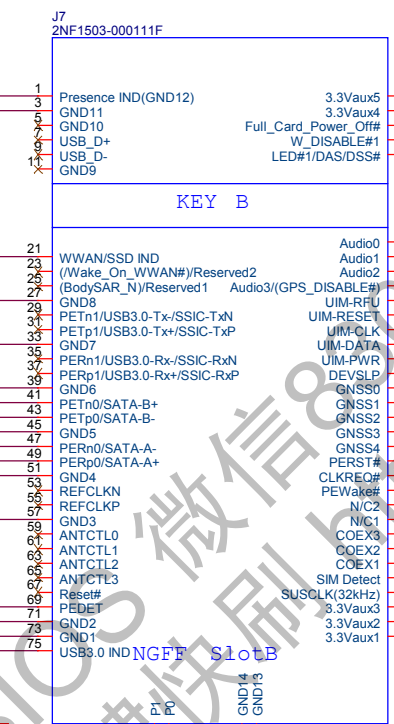 J7
2NF1503-000111F
1 Presence IND(GND12) 3.3Vaux5
3 GND11 3.3Vaux4
5 GND10 Full_Card_Power_Off#
7 USB_D+ W_DISABLE#1
9 USB_D- LED#1/DAS/DSS#
11 GND9
KEY B
Audio0
21 WWAN/SSD IND Audio1
23 (/Wake_On_WWAN#)/Reserved2 Audio2
25 (BodySAR_N)/Reserved1 Audio3/(GPS_DISABLE#)
27 GND8 UIM-RFU
29 PETn1/USB3.0-Tx-/SSIC-TxN UIM-RESET
31 PETp1/USB3.0-Tx+/SSIC-TxP UIM-CLK
33 GND7 UIM-DATA
35 PERn1/USB3.0-Rx-/SSIC-RxN UIM-PWR
37 PERp1/USB3.0-Rx+/SSIC-RxP DEVSLP
39 GND6 GNSS0
41 PETn0/SATA-B+ GNSS1
43 PETp0/SATA-B- GNSS2
45 GND5 GNSS3
47 PERn0/SATA-A- GNSS4
49 PERp0/SATA-A+ PERST#
51 GND4 CLKREQ#
53 REFCLKN PEWake#
55 REFCLKP N/C2
57 GND3 N/C1
59 ANTCTL0 COEX3
61 ANTCTL1 COEX2
63 ANTCTL2 COEX1
65 ANTCTL3 SIM Detect
67 Reset# SUSCLK(32kHz)
69 PEDET 3.3Vaux3
71 GND2 3.3Vaux2
73 GND1 3.3Vaux1
75 USB3.0 IND
NGFF SlotB
P1
P0
GND14
GND13
IOS 微信830
快刷 h